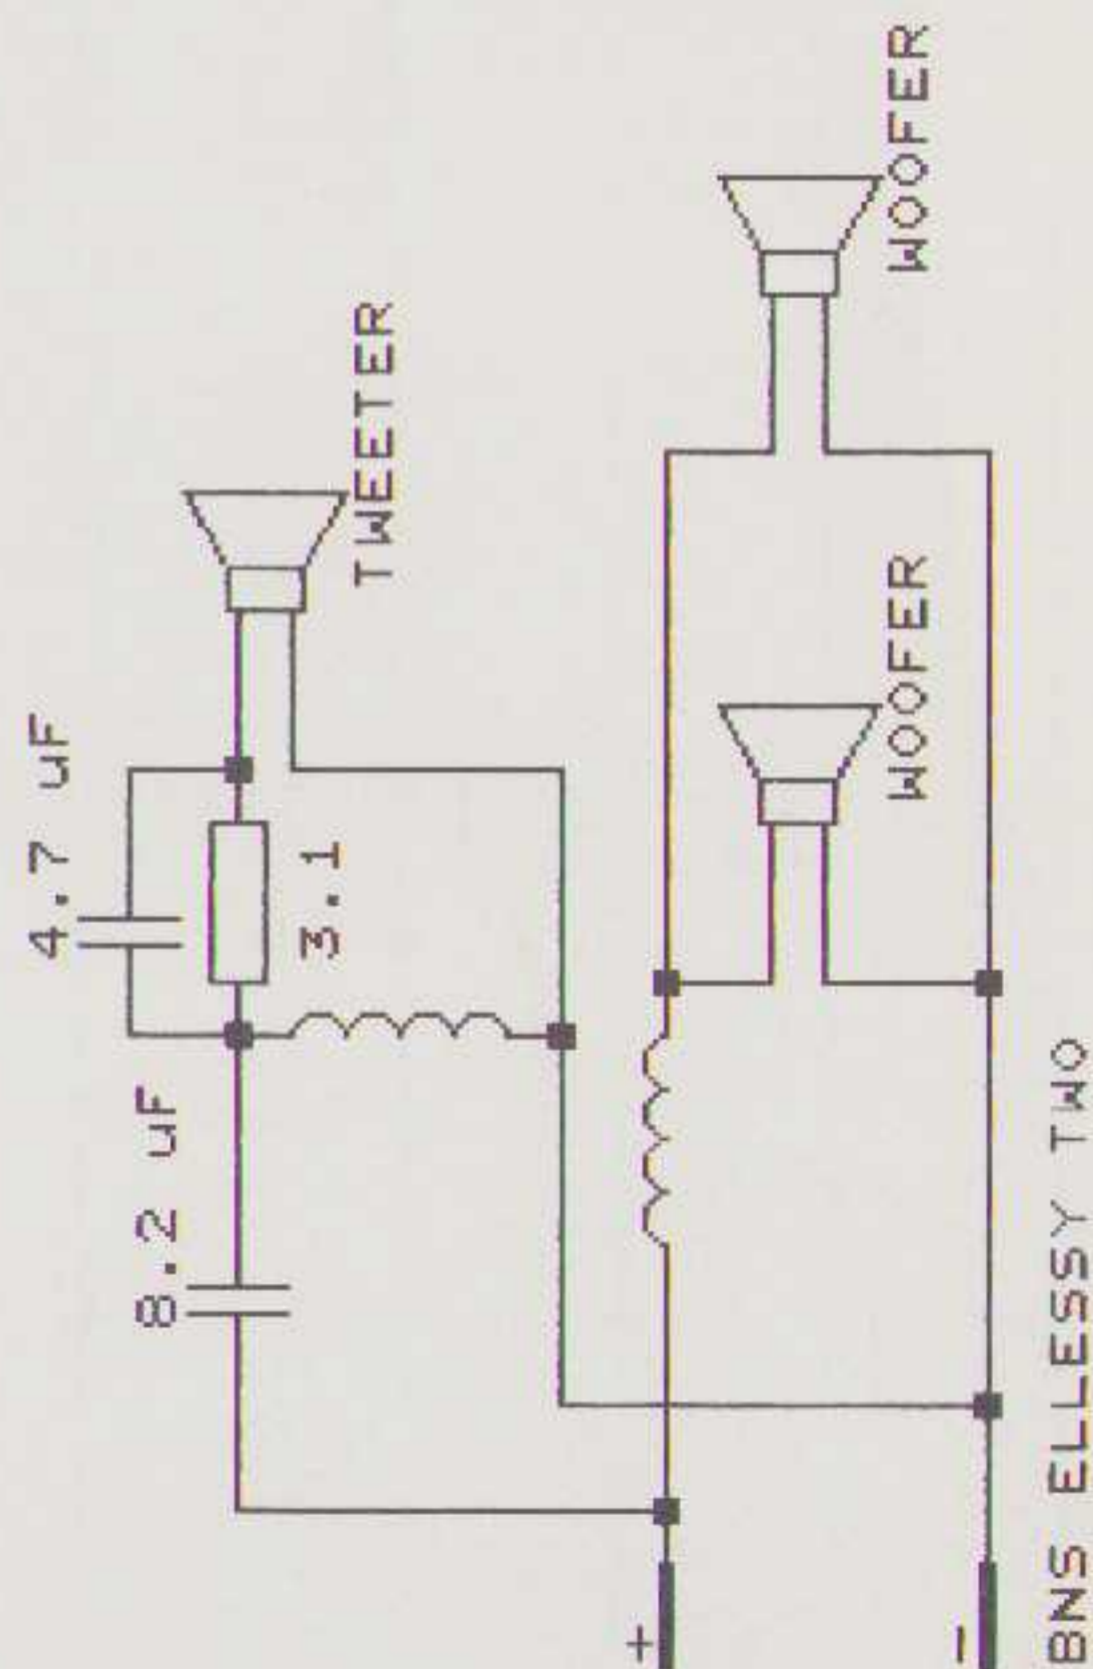 4.7 uF
3.1
TWEETER
8.2 uF
WOOFER
WOOFER
+
-
BNS ELLESSY TWO